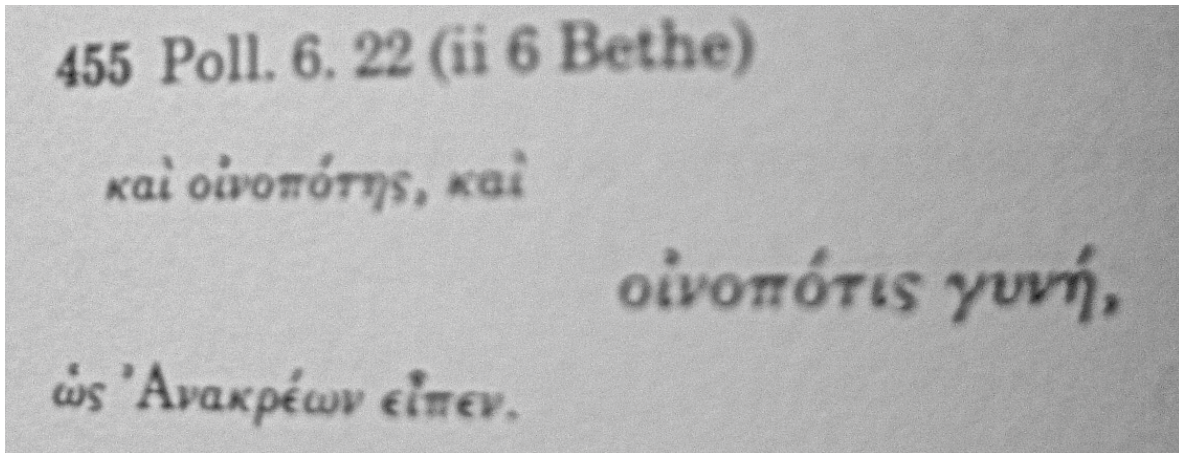 455 Poll. 6. 22 (ii 6 Bethe)
καὶ οἰνοπότης, καὶ
οἰνοπότις γυνή,
ὡς Ἀνακρέων εἶπεν.